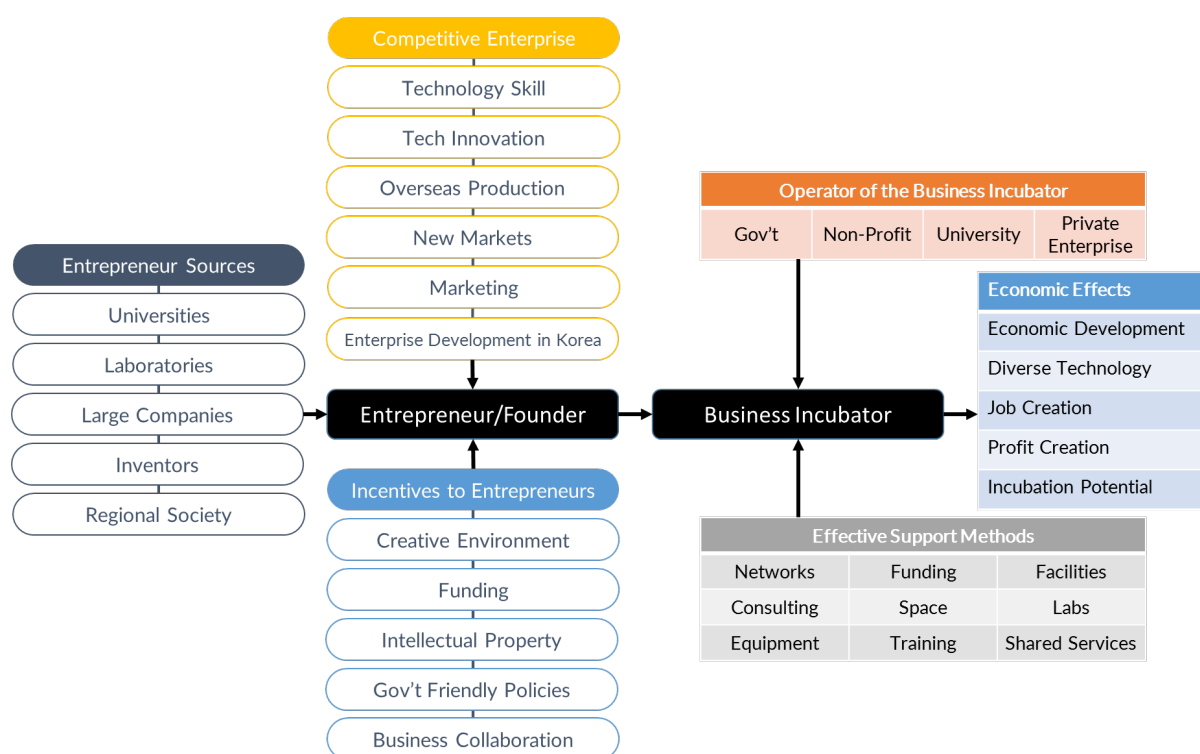 Competitive Enterprise
Technology Skill
Tech Innovation
Overseas Production
New Markets
Marketing
Enterprise Development in Korea
Entrepreneur Sources
Universities
Laboratories
Large Companies
Inventors
Regional Society
Entrepreneur/Founder
Incentives to Entrepreneurs
Creative Environment
Funding
Intellectual Property
Gov't Friendly Policies
Business Collaboration
Business Incubator
Operator of the Business Incubator
Gov't
Non-Profit
University
Private
Enterprise
Effective Support Methods
Networks
Funding
Facilities
Consulting
Space
Labs
Equipment
Training
Shared Services
Economic Effects
Economic Development
Diverse Technology
Job Creation
Profit Creation
Incubation Potential